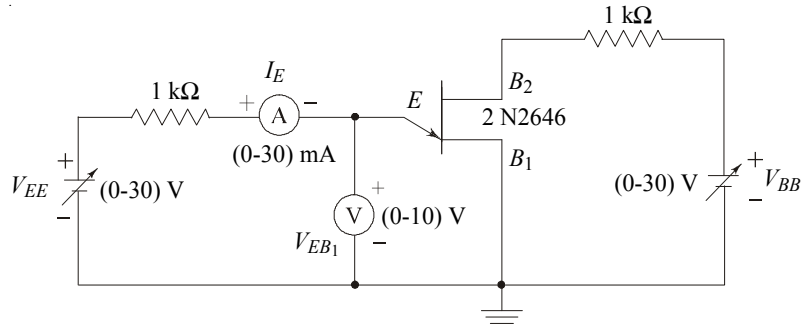 1 kΩ
I_E
1 kΩ
+ A −
(0-30) mA
E
B_2
2 N2646
B_1
+
V_EE
(0-30) V
−
+
V (0-10) V
V_EB_1
−
(0-30) V
+
V_BB
−